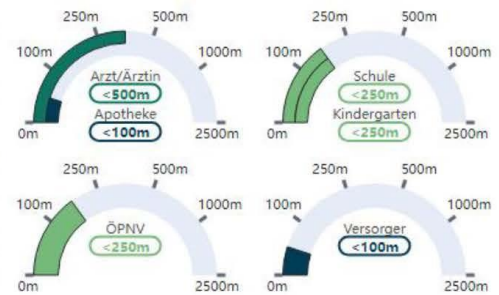 250m 500m
100m 1000m
Arzt/Ärztin
<500m
Apotheke
<100m
0m 2500m
250m 500m
100m 1000m
Schule
<250m
Kindergarten
<250m
0m 2500m
250m 500m
100m 1000m
ÖPNV
<250m
0m 2500m
250m 500m
100m 1000m
Versorger
<100m
0m 2500m